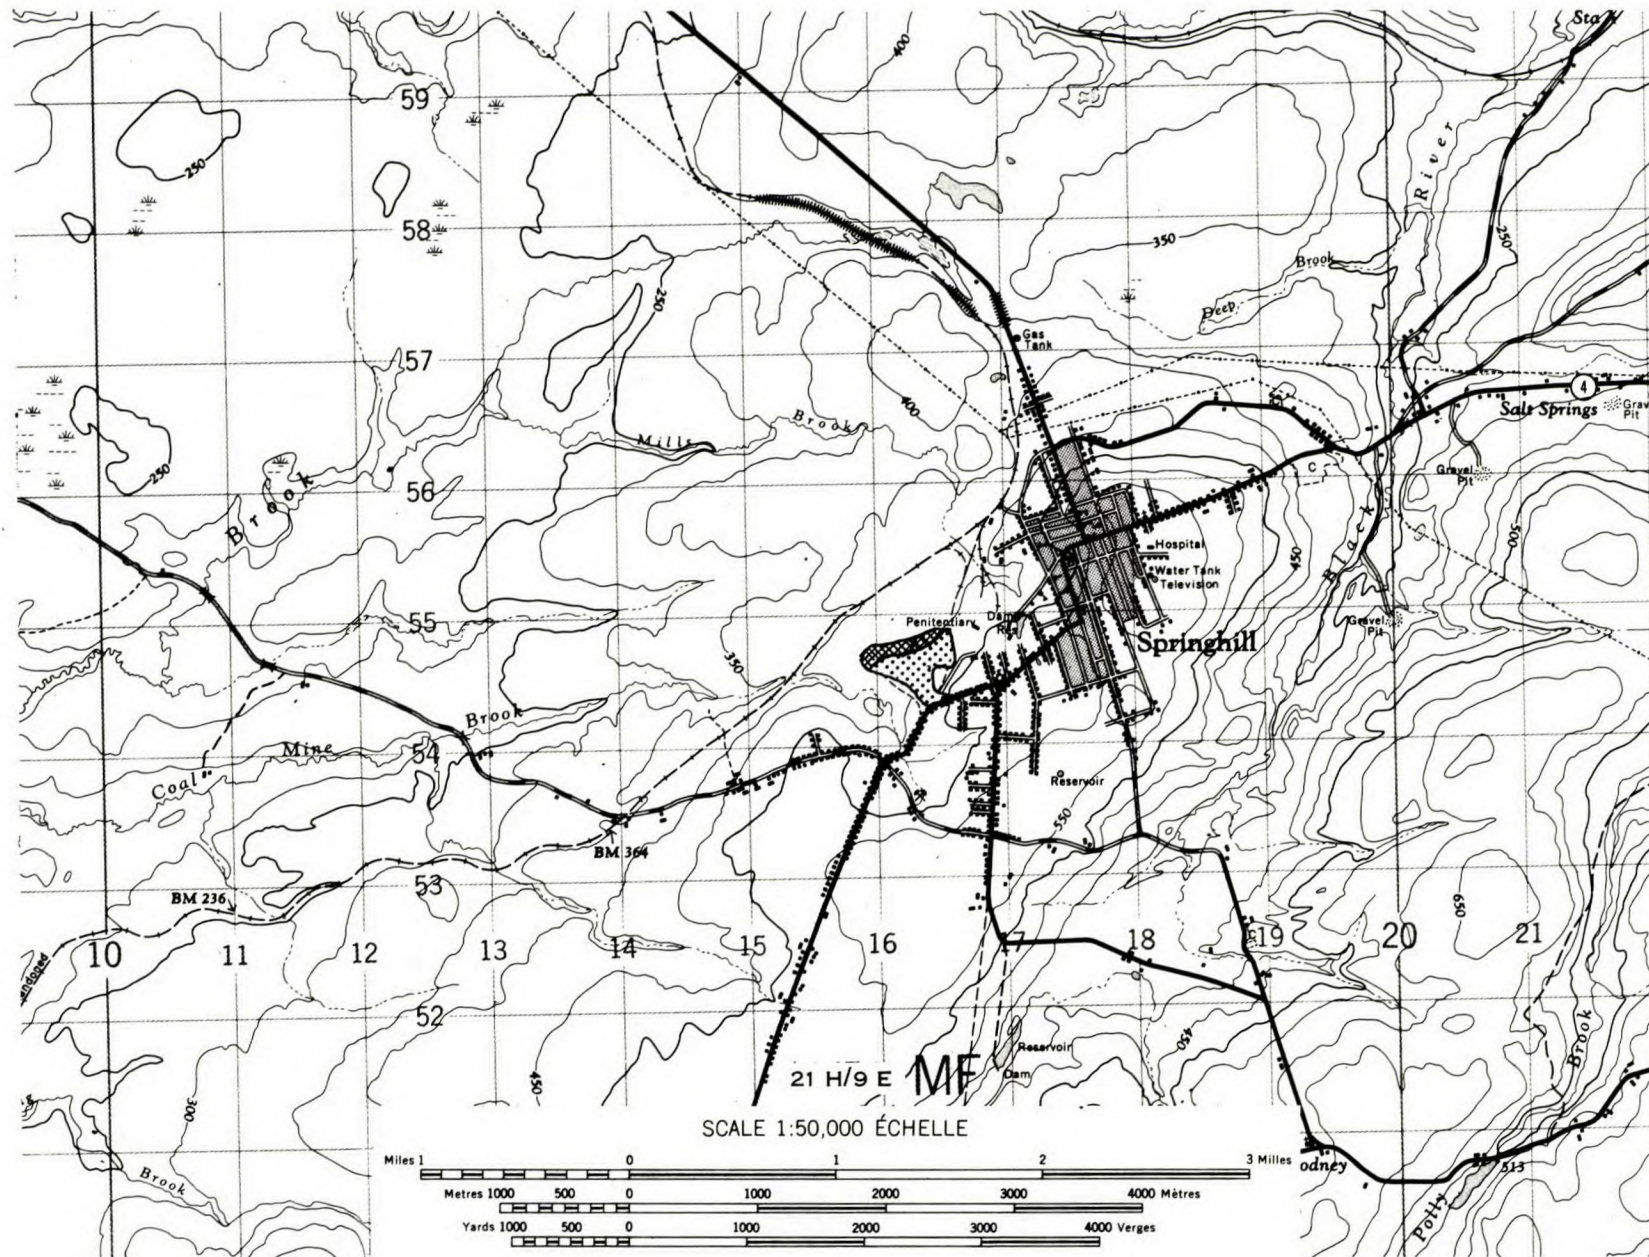 Sta
400
59
River
250
58
350
250
Brook
250
Deep
Gas
Tank
57
400
4
Salt Springs
Grav
Pit
Brook
Mills
C
250
Gravel
Pit
56
Brook
500
Hospital
450
Black
Water Tank
Television
55
Penitentiary
Dam
Res
Gravel
Pit
Springhill
350
Brook
Mine
54
Coal
Reservoir
550
BM 364
53
BM 236
650
10
11
12
13
14
15
16
17
18
19
20
21
andoned
52
Reservoir
450
Brook
Dam
21 H/9 E MF
450
300
SCALE 1:50,000 ÉCHELLE
Miles 1 0 1 2 3 Milles
odney
513
Brook
Metres 1000 500 0 1000 2000 3000 4000 Mètres
Polly
Yards 1000 500 0 1000 2000 3000 4000 Verges